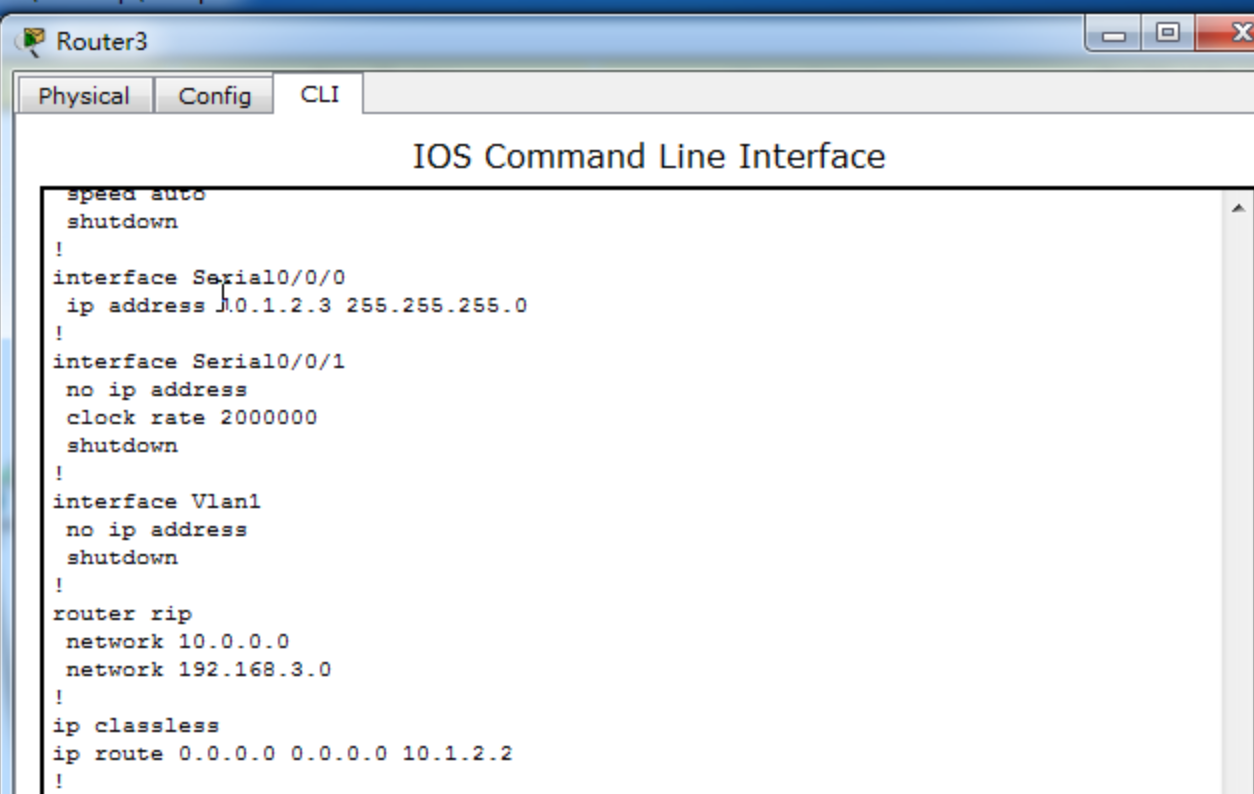 Router3
Physical Config CLI
IOS Command Line Interface
speed auto
shutdown
!
interface Serial0/0/0
ip address 10.1.2.3 255.255.255.0
!
interface Serial0/0/1
no ip address
clock rate 2000000
shutdown
!
interface Vlan1
no ip address
shutdown
!
router rip
network 10.0.0.0
network 192.168.3.0
!
ip classless
ip route 0.0.0.0 0.0.0.0 10.1.2.2
!